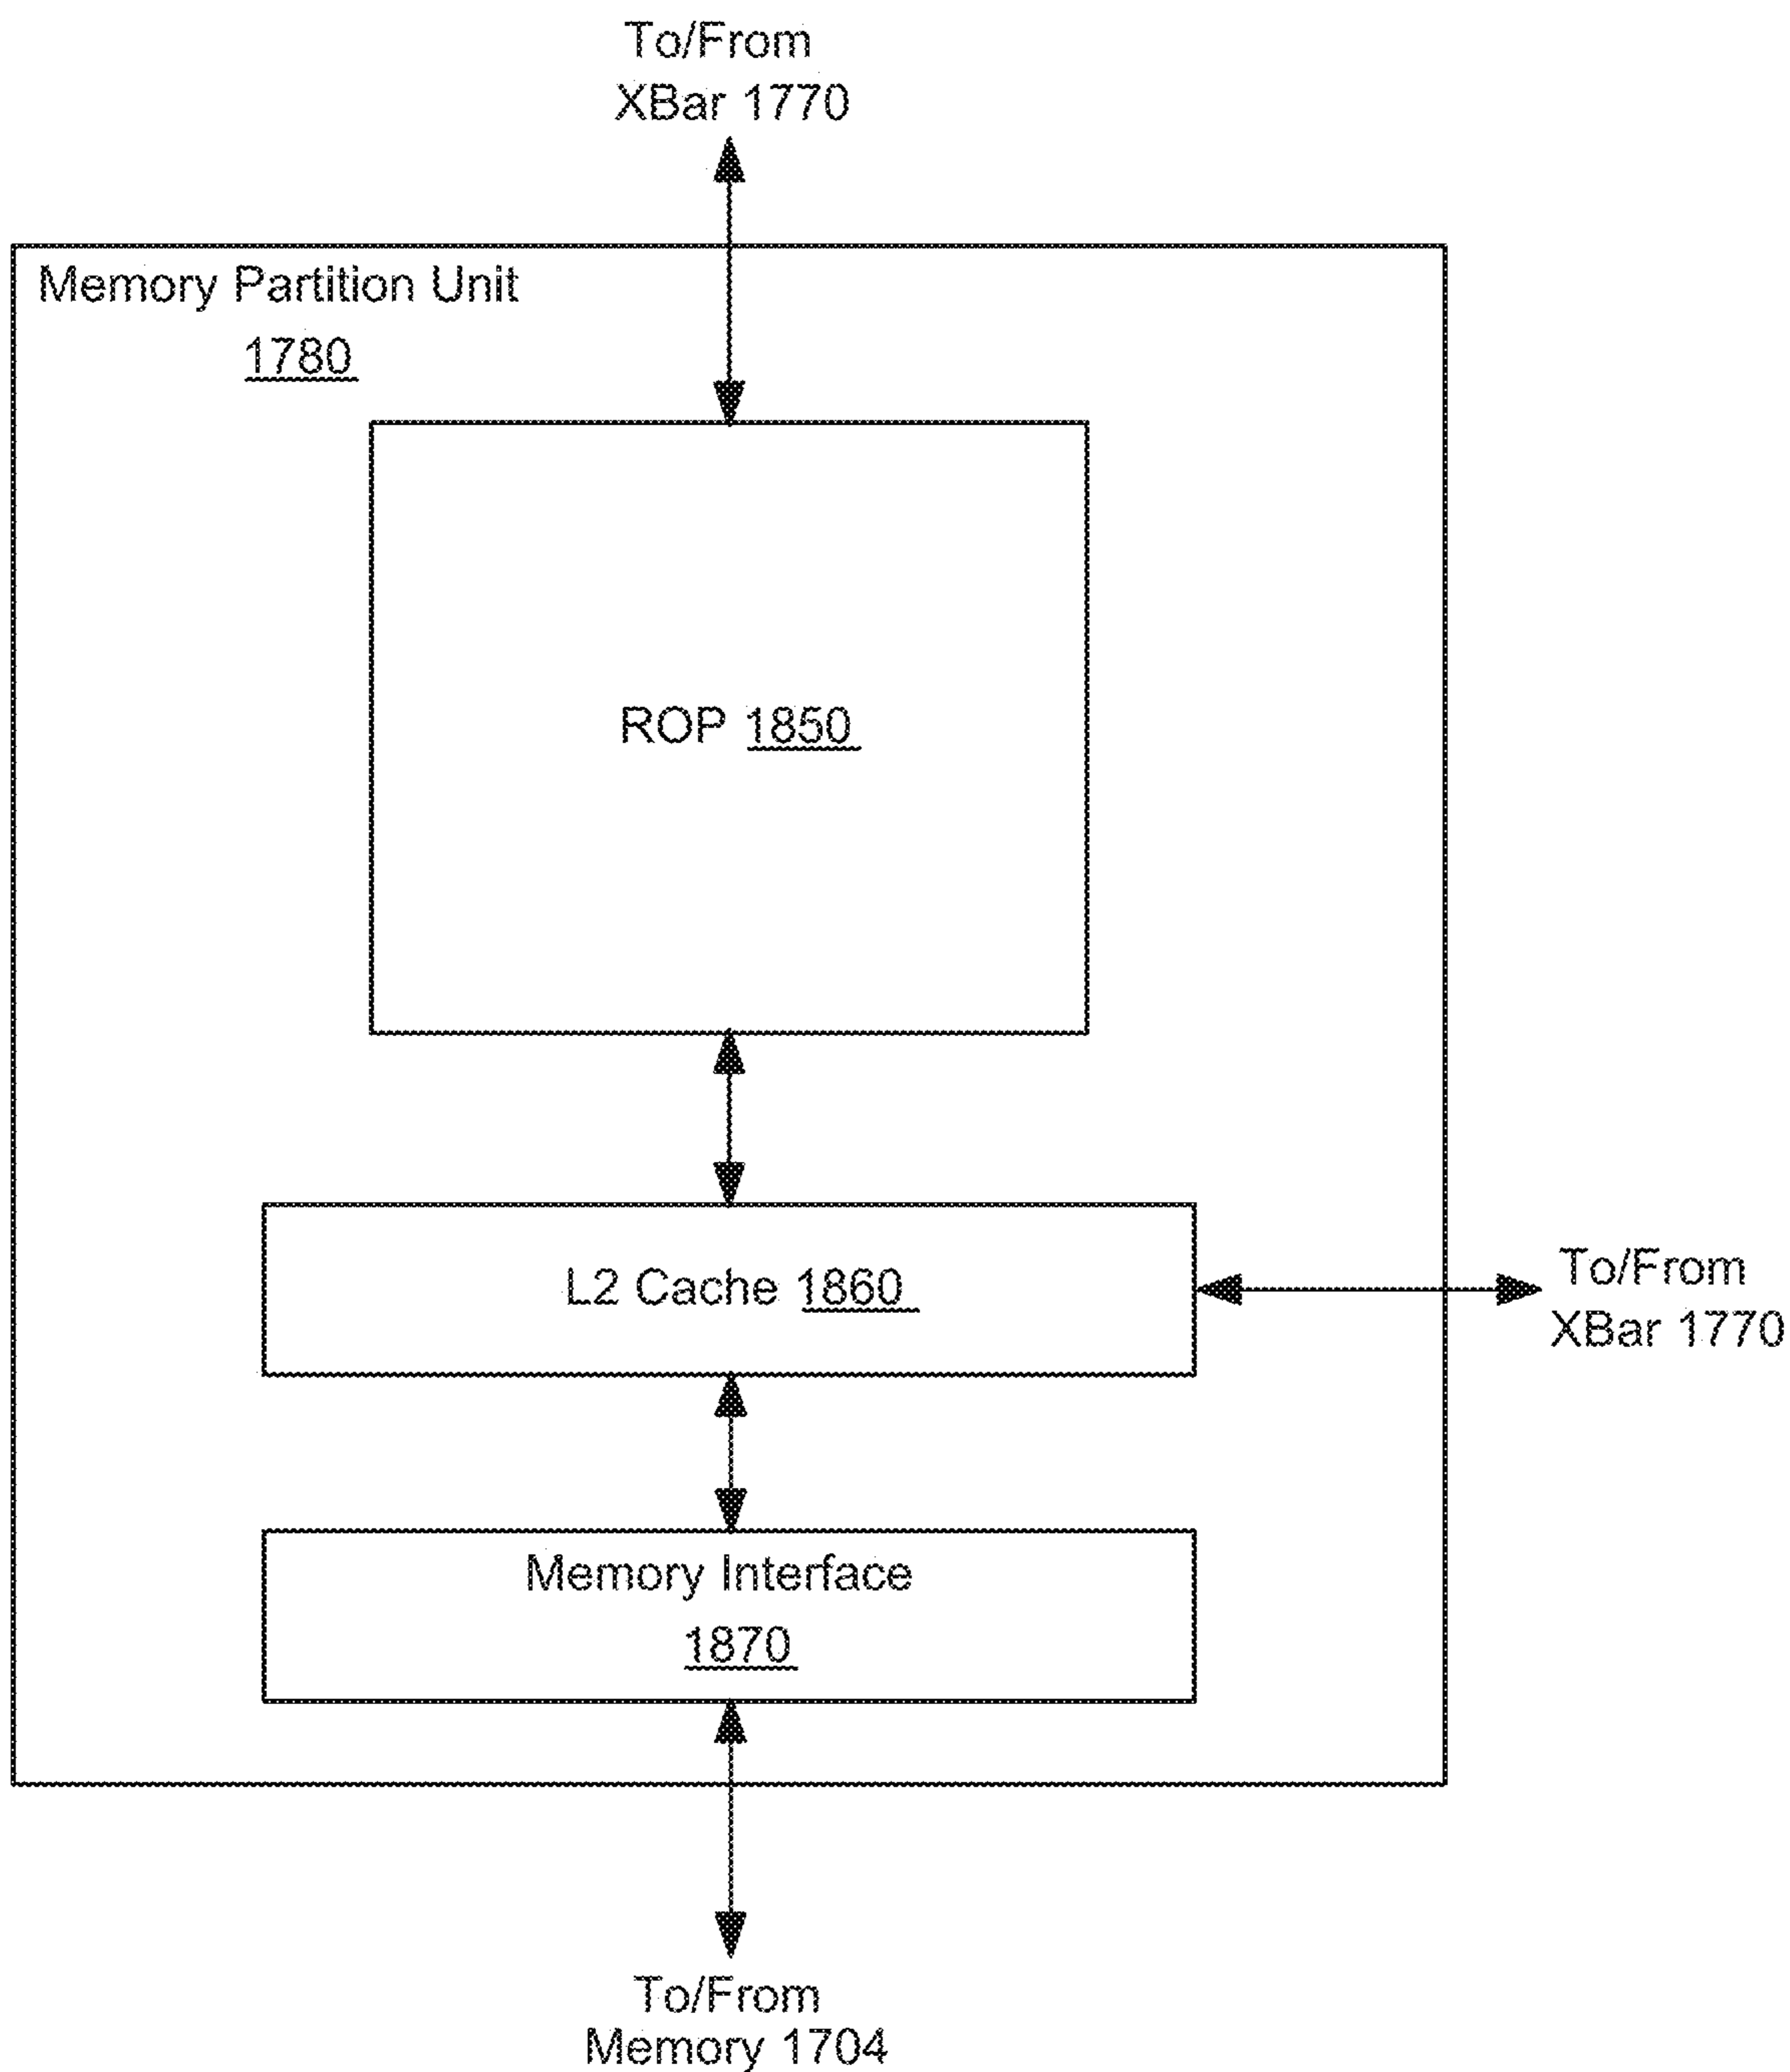 To/From
XBar 1770
Memory Partition Unit
1780
ROP 1850
L2 Cache 1860
To/From
XBar 1770
Memory Interface
1870
To/From
Memory 1704